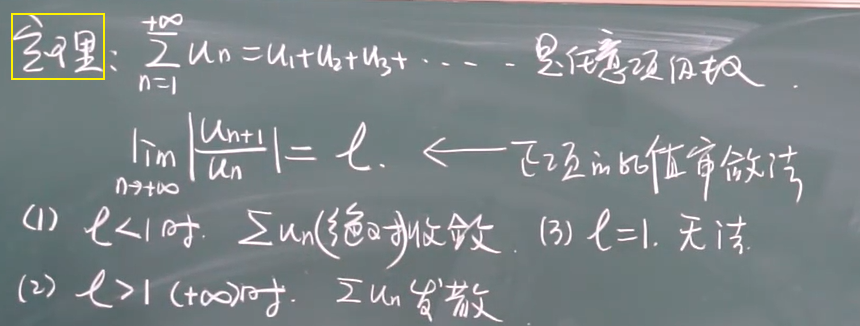 定理: $\sum_{n=1}^{+\infty} u_n = u_1 + u_2 + u_3 + \cdots\cdots$ 是任意项级数.
$\lim_{n \to +\infty} \left| \frac{u_{n+1}}{u_n} \right| = l.$ ← 正项的比值审敛法
(1) $l < 1$ 时. $\sum u_n$ (绝对)收敛. (3) $l = 1.$ 无法.
(2) $l > 1$ $(+\infty)$ 时. $\sum u_n$ 发散